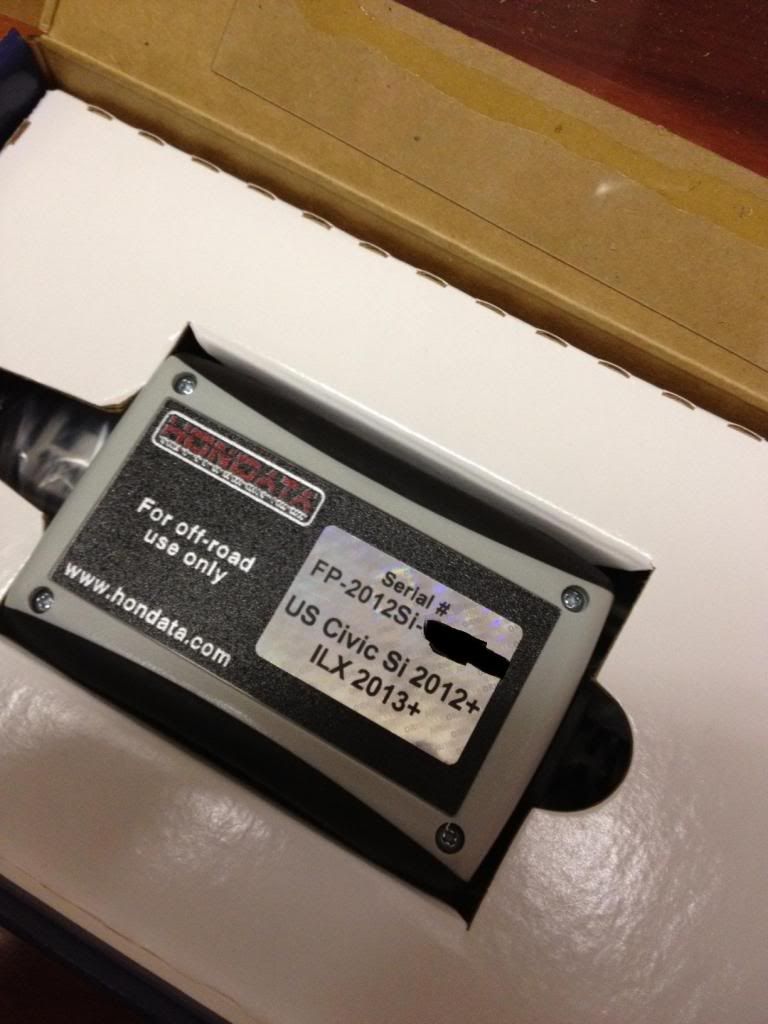 HONDATA
For off-road
use only
www.hondata.com
Serial #
FP-2012Si-
US Civic Si 2012+
ILX 2013+